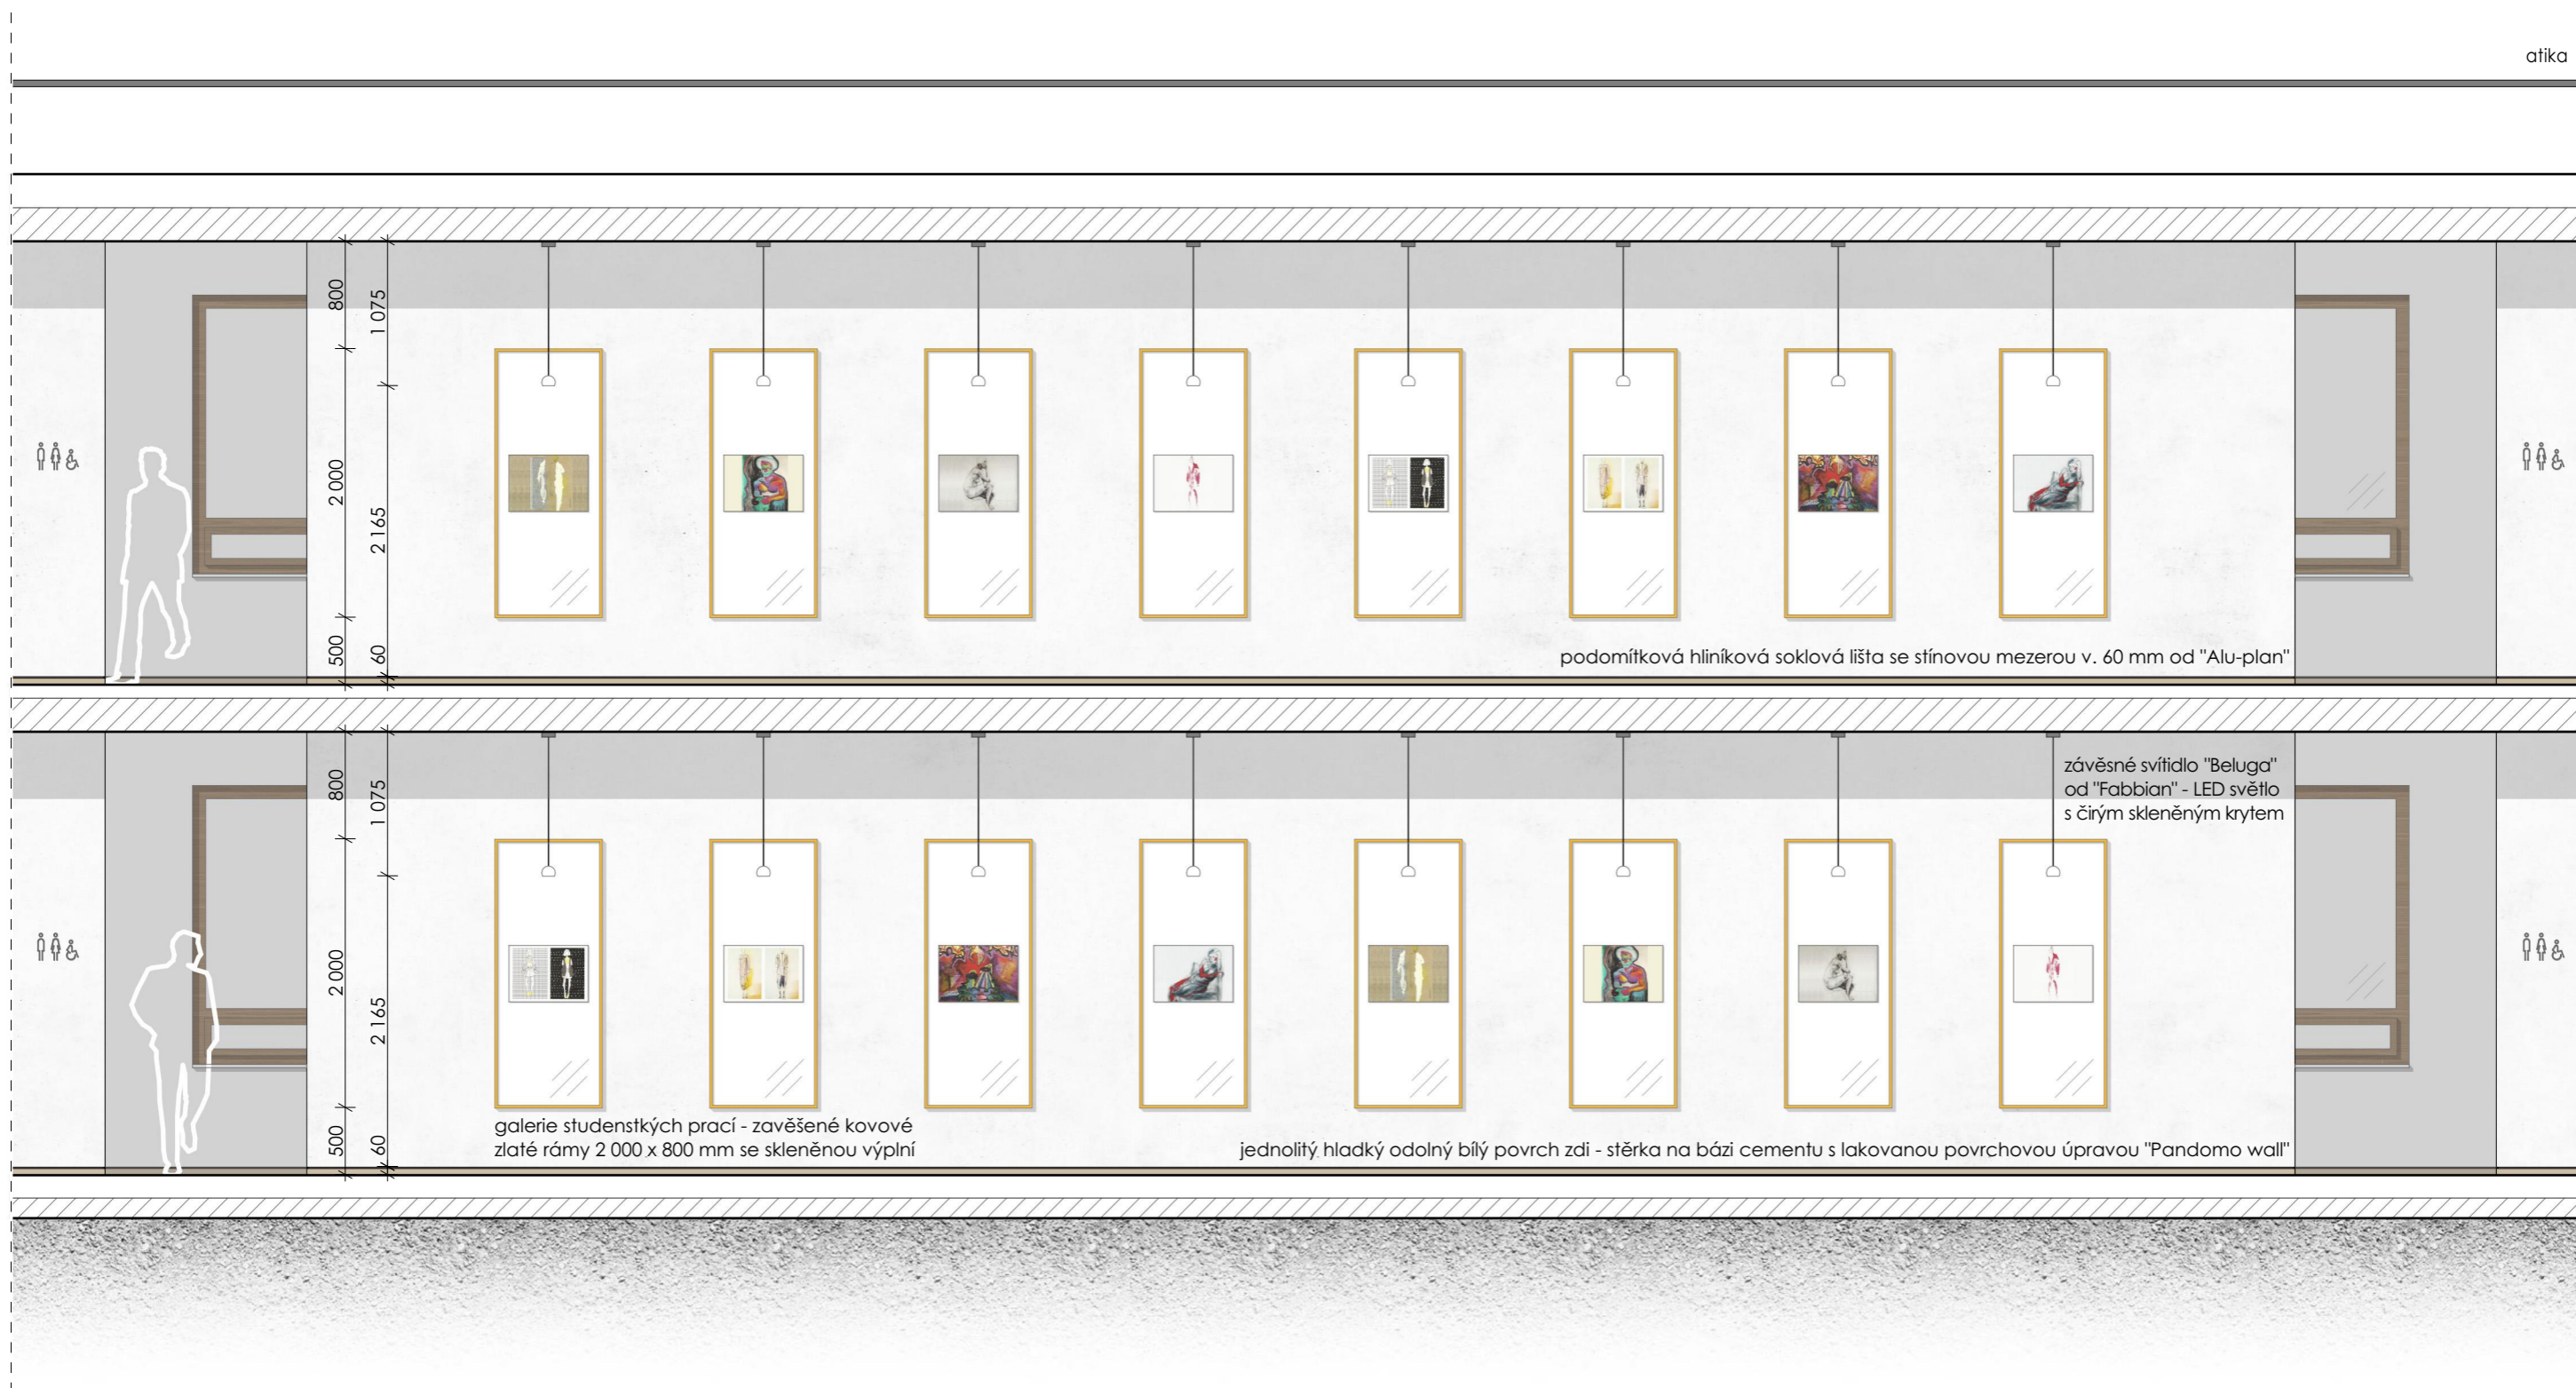 atika
800
1 075
2 000
2 165
500
60
podomítková hliníková soklová lišta se stínovou mezerou v. 60 mm od "Alu-plan"
800
1 075
závěsné svítidlo "Beluga"
od "Fabbian" - LED světlo
s čirým skleněným krytem
2 000
2 165
500
60
galerie studenstkých prací - zavěšené kovové
zlaté rámy 2 000 x 800 mm se skleněnou výplní
jednolitý hladký odolný bílý povrch zdi - stěrka na bázi cementu s lakovanou povrchovou úpravou "Pandomo wall"